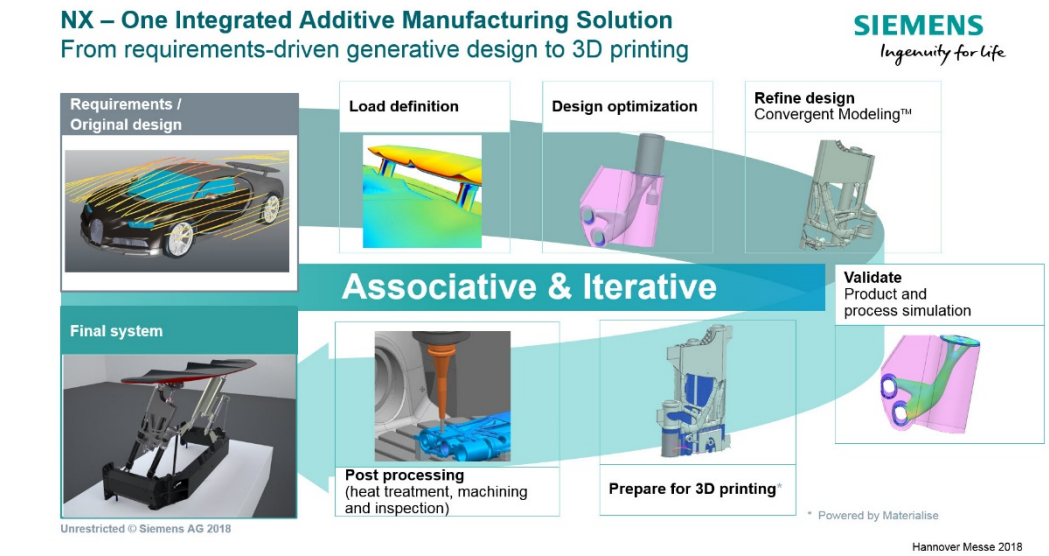 NX – One Integrated Additive Manufacturing Solution
From requirements-driven generative design to 3D printing
SIEMENS
Ingenuity for life
Requirements /
Original design
Load definition
Design optimization
Refine design
Convergent Modeling™
Associative & Iterative
Validate
Product and
process simulation
Final system
Post processing
(heat treatment, machining
and inspection)
Prepare for 3D printing*
* Powered by Materialise
Unrestricted © Siemens AG 2018
Hannover Messe 2018